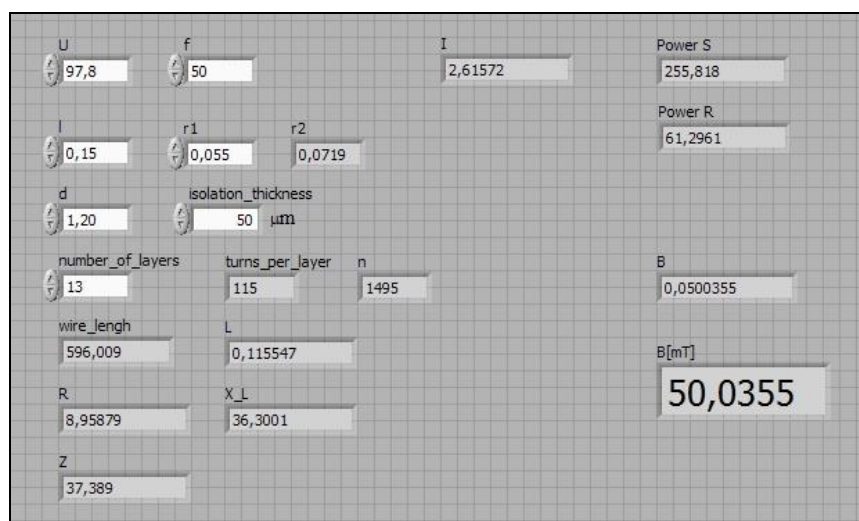 U f I Power S
97,8 50 2,61572 255,818
Power R
l r1 r2 61,2961
0,15 0,055 0,0719
d isolation_thickness
1,20 50 µm
number_of_layers turns_per_layer n B
13 115 1495 0,0500355
wire_lengh L
596,009 0,115547 B[mT]
R X_L 50,0355
8,95879 36,3001
Z
37,389